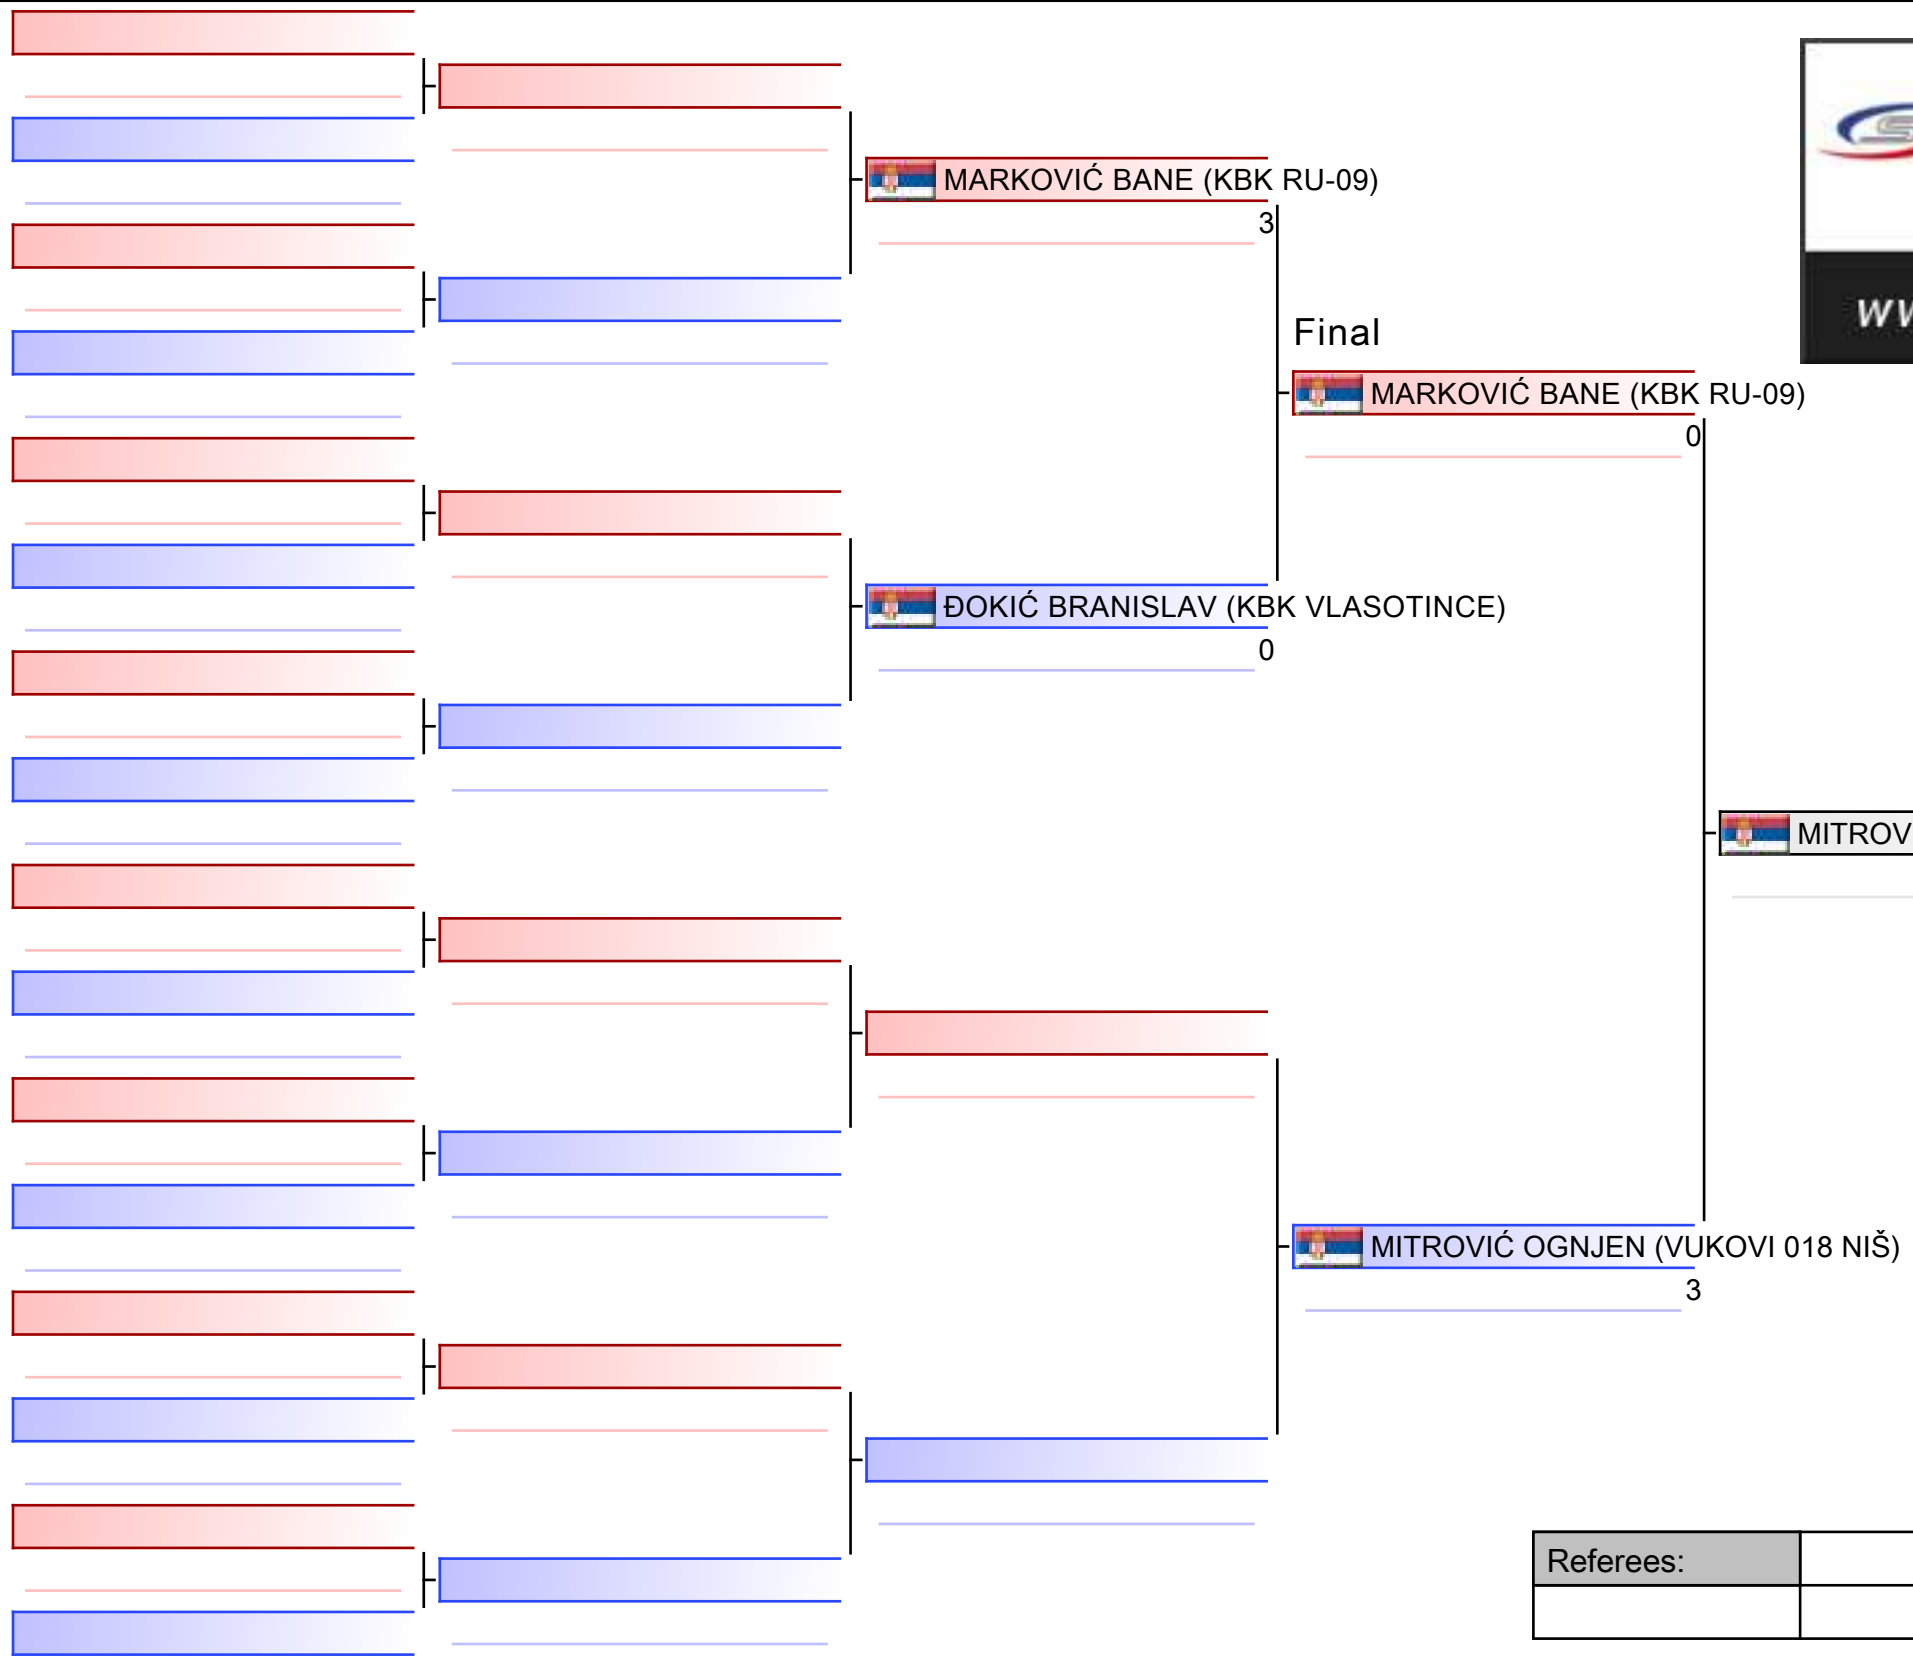 MARKOVIĆ BANE (KBK RU-09)
3
Final
MARKOVIĆ BANE (KBK RU-09)
0
ĐOKIĆ BRANISLAV (KBK VLASOTINCE)
0
MITROV
MITROVIĆ OGNJEN (VUKOVI 018 NIŠ)
3
Referees: